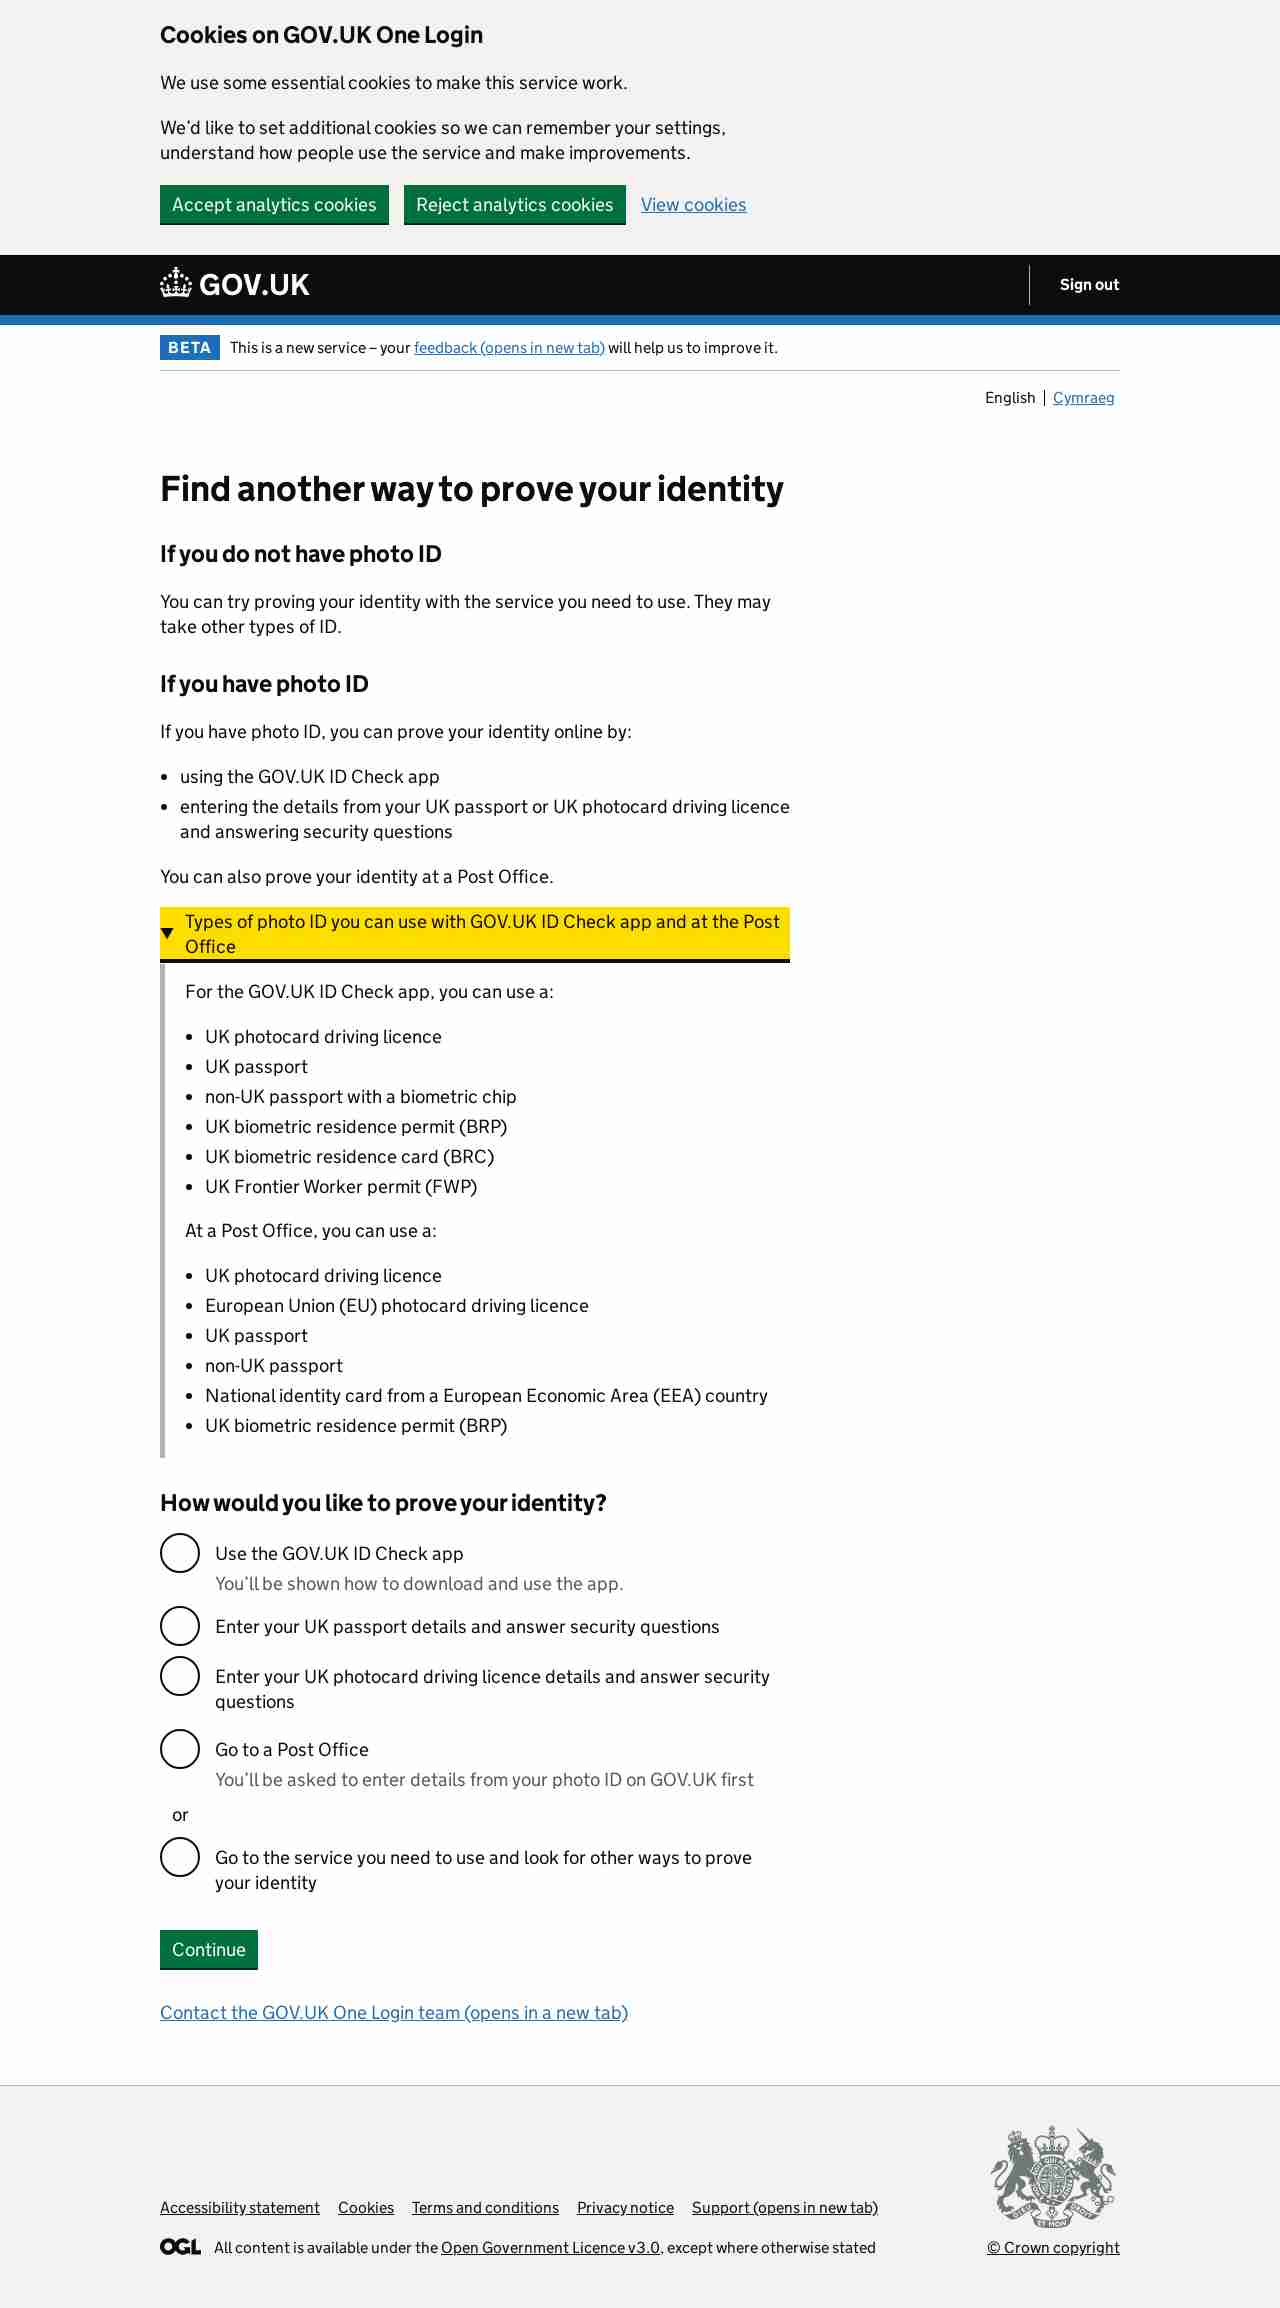 Cookies on GOV.UK One Login
We use some essential cookies to make this service work.
We'd like to set additional cookies so we can remember your settings,
understand how people use the service and make improvements.
Accept analytics cookies Reject analytics cookies View cookies
GOV.UK Sign out
BETA This is a new service – your feedback (opens in new tab) will help us to improve it.
English Cymraeg
Find another way to prove your identity
If you do not have photo ID
You can try proving your identity with the service you need to use. They may
take other types of ID.
If you have photo ID
If you have photo ID, you can prove your identity online by:
• using the GOV.UK ID Check app
• entering the details from your UK passport or UK photocard driving licence
and answering security questions
You can also prove your identity at a Post Office.
Types of photo ID you can use with GOV.UK ID Check app and at the Post
Office
For the GOV.UK ID Check app, you can use a:
• UK photocard driving licence
• UK passport
• non-UK passport with a biometric chip
• UK biometric residence permit (BRP)
• UK biometric residence card (BRC)
• UK Frontier Worker permit (FWP)
At a Post Office, you can use a:
• UK photocard driving licence
• European Union (EU) photocard driving licence
• UK passport
• non-UK passport
• National identity card from a European Economic Area (EEA) country
• UK biometric residence permit (BRP)
How would you like to prove your identity?
Use the GOV.UK ID Check app
You'll be shown how to download and use the app.
Enter your UK passport details and answer security questions
Enter your UK photocard driving licence details and answer security
questions
Go to a Post Office
You'll be asked to enter details from your photo ID on GOV.UK first
or
Go to the service you need to use and look for other ways to prove
your identity
Continue
Contact the GOV.UK One Login team (opens in a new tab)
Accessibility statement Cookies Terms and conditions Privacy notice Support (opens in new tab)
OGL All content is available under the Open Government Licence v3.0, except where otherwise stated
© Crown copyright